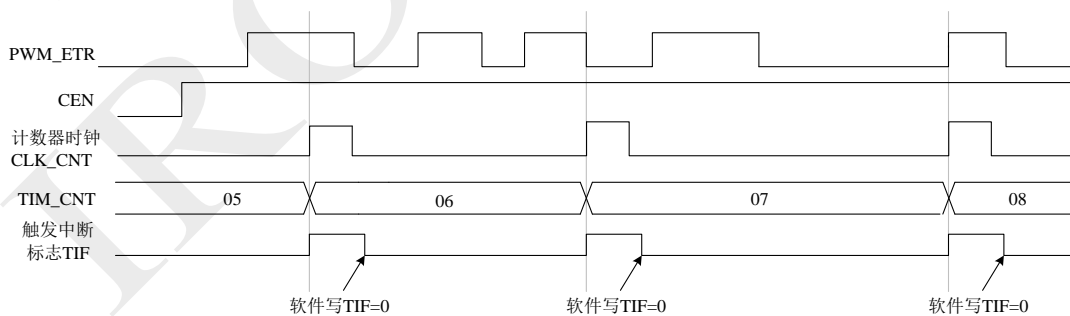 PWM_ETR
CEN
计数器时钟
CLK_CNT
TIM_CNT
05
06
07
08
触发中断
标志TIF
软件写TIF=0
软件写TIF=0
软件写TIF=0